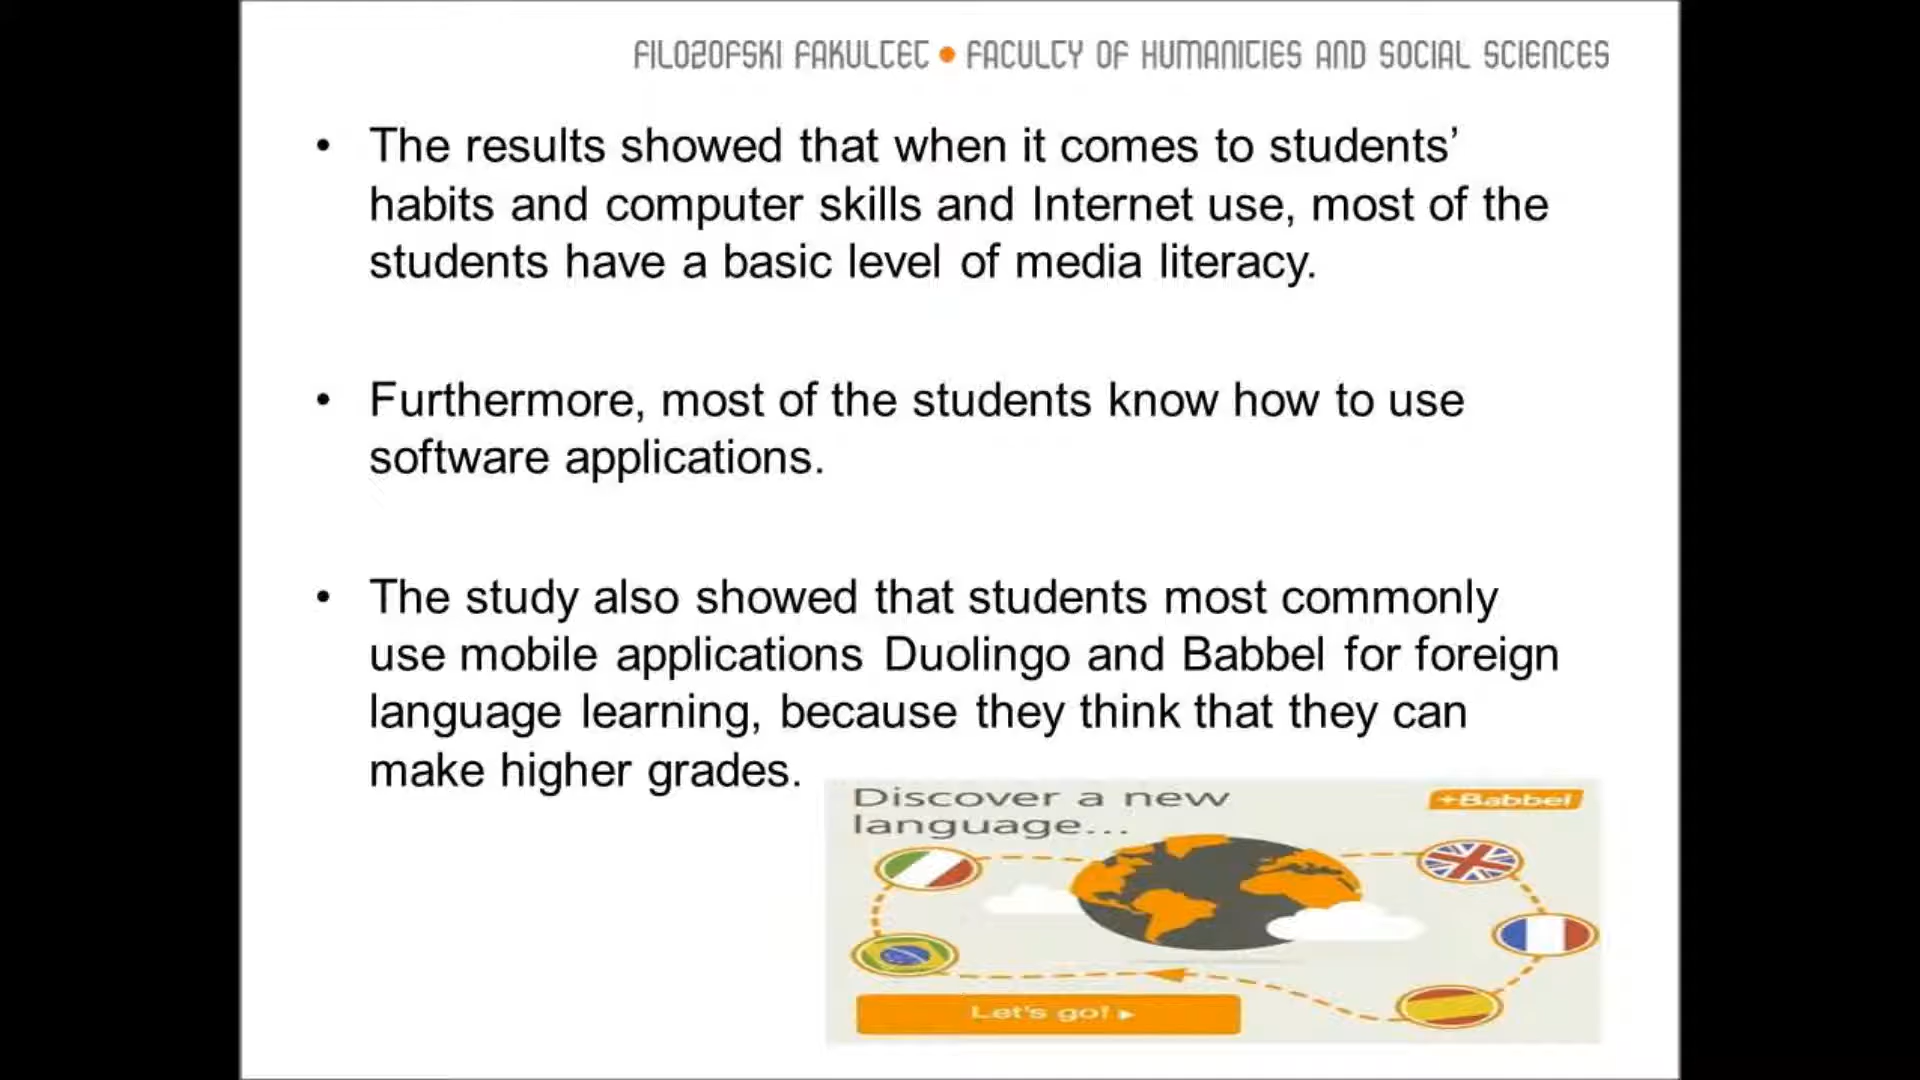 FILOZOFSKI FAKULTET • FACULTY OF HUMANITIES AND SOCIAL SCIENCES
• The results showed that when it comes to students’
habits and computer skills and Internet use, most of the
students have a basic level of media literacy.
• Furthermore, most of the students know how to use
software applications.
• The study also showed that students most commonly
use mobile applications Duolingo and Babbel for foreign
language learning, because they think that they can
make higher grades.
Discover a new
language...
+Babbel
Let's go! ▸